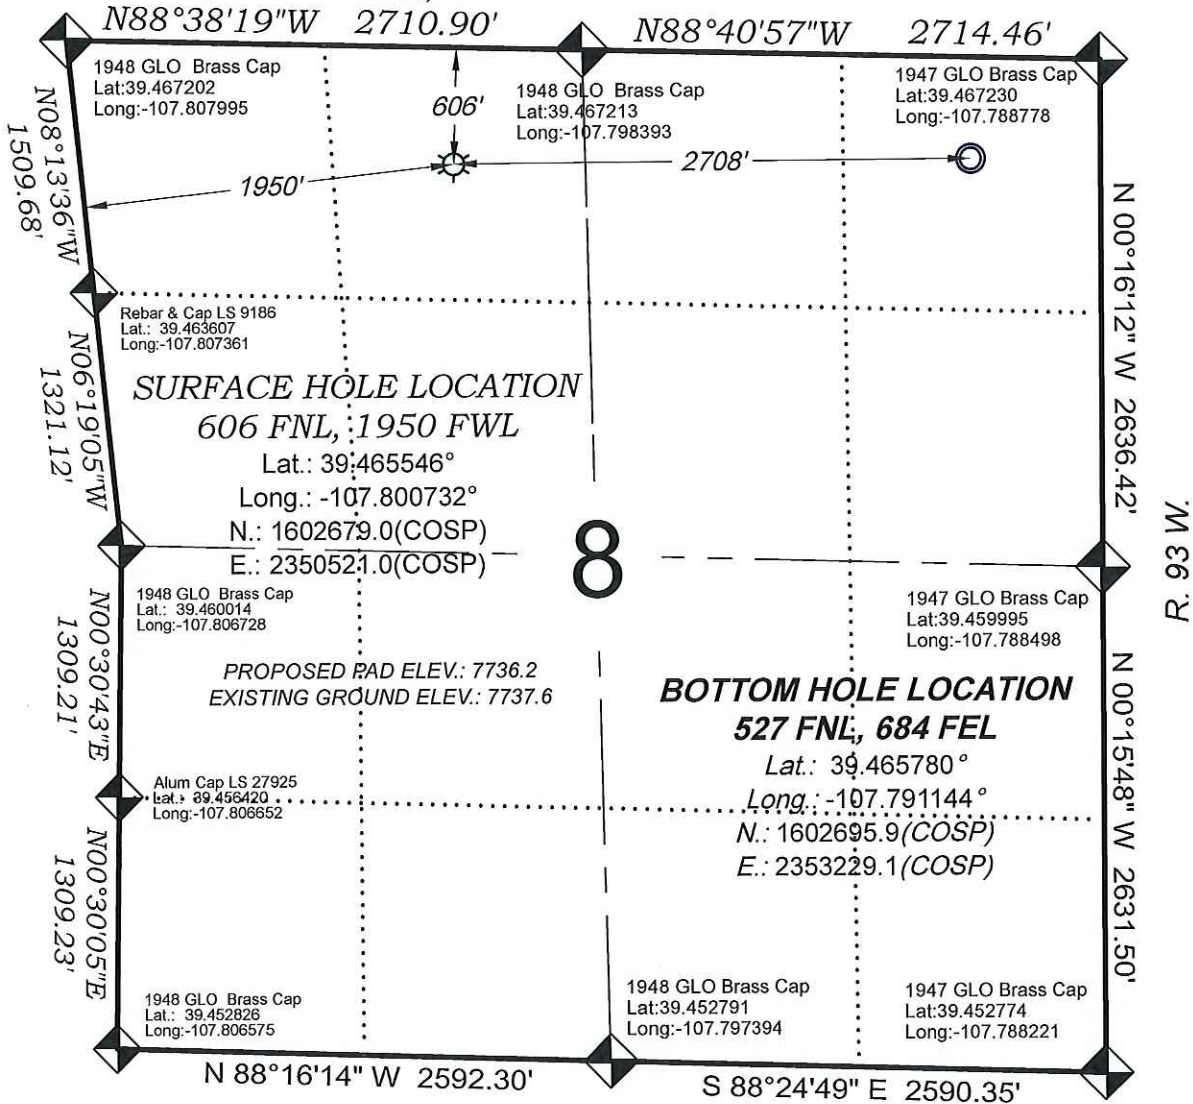 N88°38'19"W 2710.90'
N88°40'57"W 2714.46'
1948 GLO Brass Cap
Lat:39.467202
Long:-107.807995
606'
1948 GLO Brass Cap
Lat:39.467213
Long:-107.798393
1947 GLO Brass Cap
Lat:39.467230
Long:-107.788778
N08°13'36"W
1509.68'
1950'
2708'
N 00°16'12" W 2636.42'
Rebar & Cap LS 9186
Lat.: 39.463607
Long:-107.807361
N06°19'05"W
1321.12'
SURFACE HOLE LOCATION
606 FNL, 1950 FWL
Lat.: 39.465546°
Long.: -107.800732°
N.: 1602679.0(COSP)
E.: 2350521.0(COSP)
8
R. 93 W.
1948 GLO Brass Cap
Lat.: 39.460014
Long:-107.806728
1947 GLO Brass Cap
Lat:39.459995
Long:-107.788498
N00°30'43"E
1309.21'
PROPOSED PAD ELEV.: 7736.2
EXISTING GROUND ELEV.: 7737.6
BOTTOM HOLE LOCATION
527 FNL, 684 FEL
Lat.: 39.465780°
Long.: -107.791144°
N.: 1602695.9(COSP)
E.: 2353229.1(COSP)
N 00°15'48" W 2631.50'
Alum Cap LS 27925
Lat.: 39.456420
Long:-107.806652
N00°30'05"E
1309.23'
1948 GLO Brass Cap
Lat.: 39.452826
Long:-107.806575
1948 GLO Brass Cap
Lat:39.452791
Long:-107.797394
1947 GLO Brass Cap
Lat:39.452774
Long:-107.788221
N 88°16'14" W 2592.30'
S 88°24'49" E 2590.35'